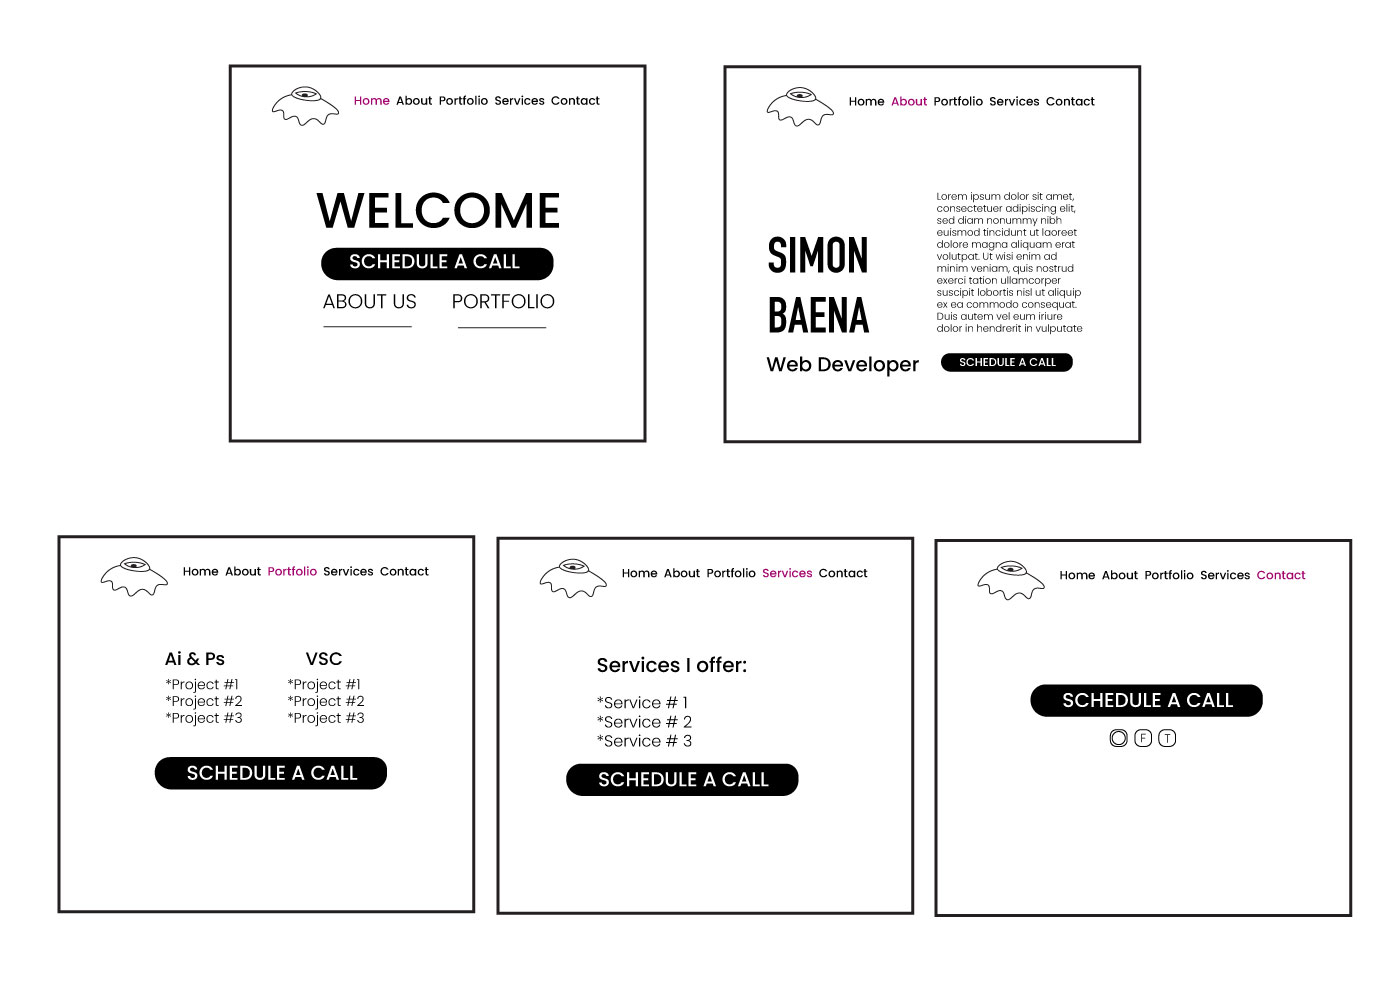 Home About Portfolio Services Contact
WELCOME
SCHEDULE A CALL
ABOUT US PORTFOLIO
Home About Portfolio Services Contact
SIMON
BAENA
Web Developer
Lorem ipsum dolor sit amet,
consectetuer adipiscing elit,
sed diam nonummy nibh
euismod tincidunt ut laoreet
dolore magna aliquam erat
volutpat. Ut wisi enim ad
minim veniam, quis nostrud
exerci tation ullamcorper
suscipit lobortis nisl ut aliquip
ex ea commodo consequat.
Duis autem vel eum iriure
dolor in hendrerit in vulputate
SCHEDULE A CALL
Home About Portfolio Services Contact
Ai & Ps
*Project #1
*Project #2
*Project #3
VSC
*Project #1
*Project #2
*Project #3
SCHEDULE A CALL
Home About Portfolio Services Contact
Services I offer:
*Service # 1
*Service # 2
*Service # 3
SCHEDULE A CALL
Home About Portfolio Services Contact
SCHEDULE A CALL
F T